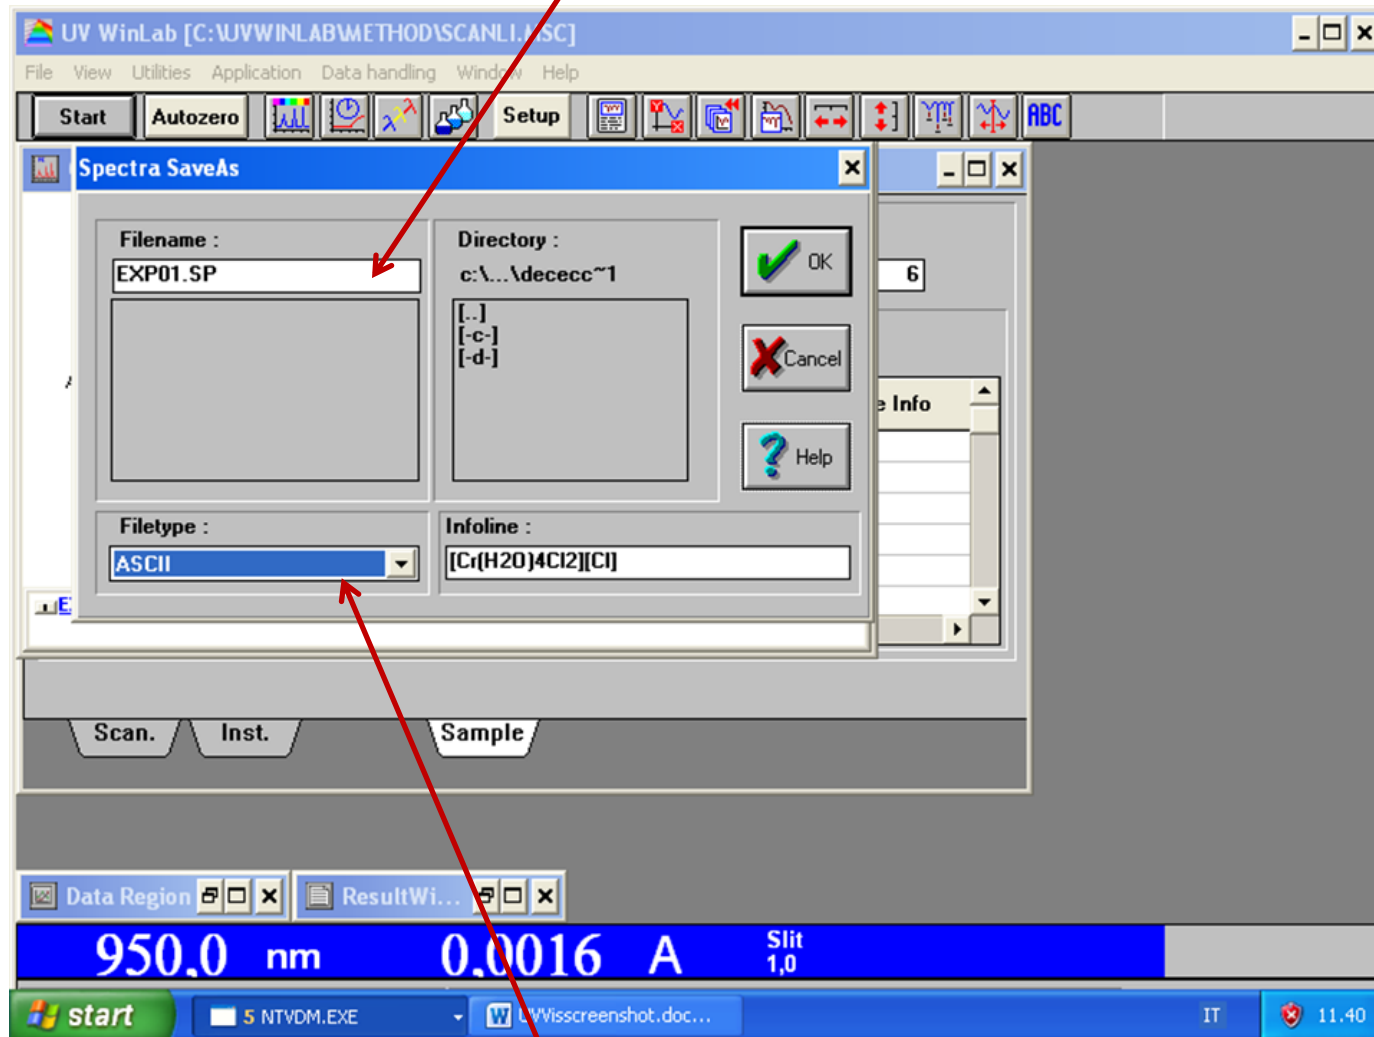 UV WinLab [C:\UVWINLAB\METHOD\SCANLI.MSC]
File View Utilities Application Data handling Window Help
Start Autozero Setup ABC
Spectra SaveAs
Filename :
EXP01.SP
Directory :
c:\...\dececc~1
[..]
[-c-]
[-d-]
OK
Cancel
Help
6
e Info
Filetype :
ASCII
Infoline :
[Cr(H2O)4Cl2][Cl]
Scan. Inst. Sample
Data Region ResultWi...
950,0 nm 0,0016 A Slit
1,0
start 5 NTVDM.EXE UVVisscreenshot.doc... IT 11.40